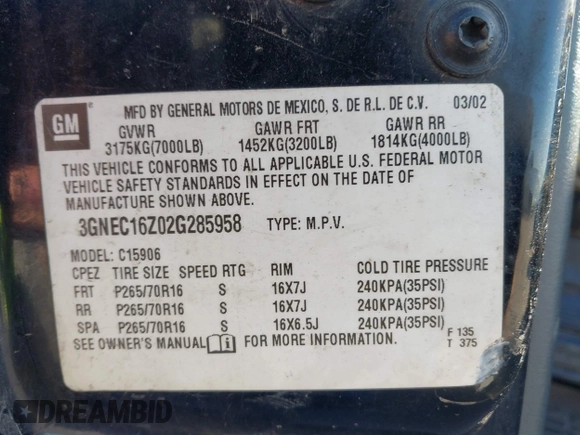 GM
MFD BY GENERAL MOTORS DE MEXICO, S. DE R.L. DE C.V. 03/02
GVWR GAWR FRT GAWR RR
3175KG(7000LB) 1452KG(3200LB) 1814KG(4000LB)
THIS VEHICLE CONFORMS TO ALL APPLICABLE U.S. FEDERAL MOTOR
VEHICLE SAFETY STANDARDS IN EFFECT ON THE DATE OF
MANUFACTURE SHOWN ABOVE.
3GNEC16Z02G285958 TYPE: M.P.V.
MODEL: C15906
CPEZ TIRE SIZE SPEED RTG RIM COLD TIRE PRESSURE
FRT P265/70R16 S 16X7J 240KPA(35PSI)
RR P265/70R16 S 16X7J 240KPA(35PSI)
SPA P265/70R16 S 16X6.5J 240KPA(35PSI)
SEE OWNER'S MANUAL FOR MORE INFORMATION.
F 135
T 375
DREAMBID